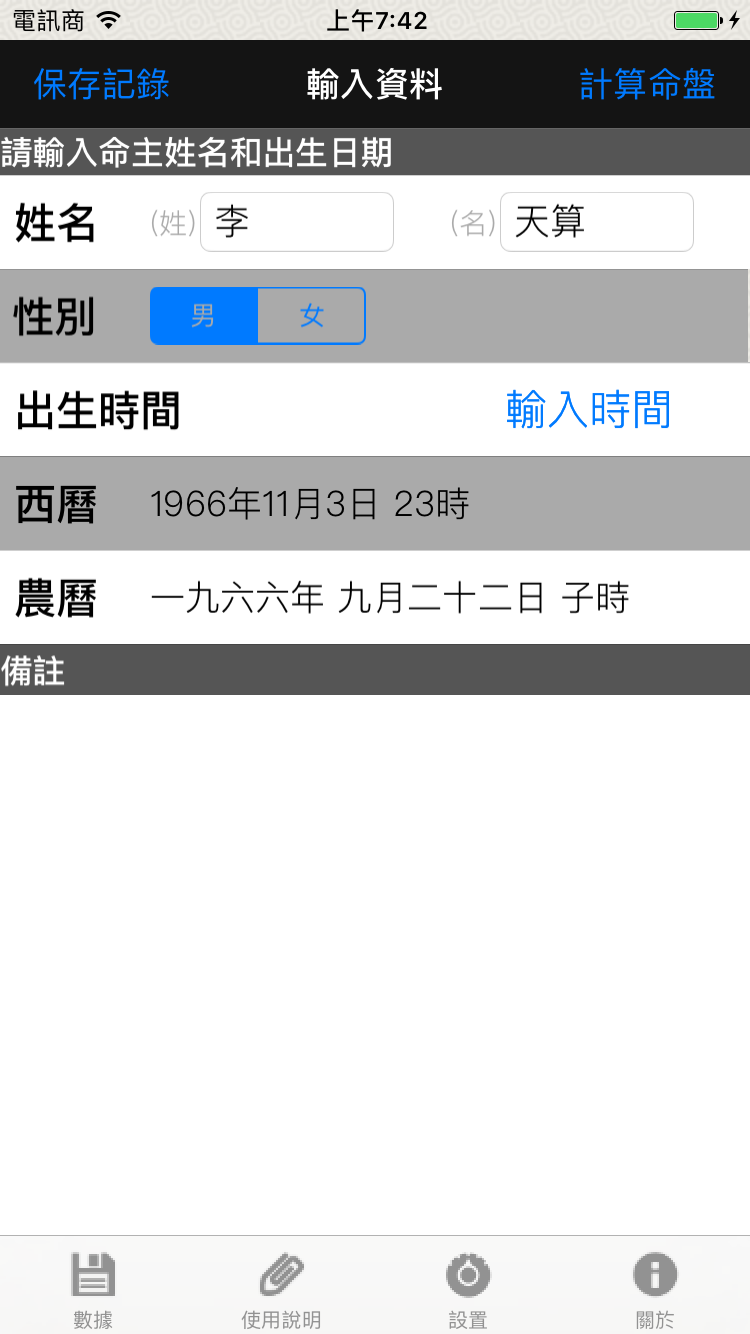 電訊商 上午7:42
保存記錄 輸入資料 計算命盤
請輸入命主姓名和出生日期
姓名 (姓) 李 (名) 天算
性別 男 女
出生時間 輸入時間
西曆 1966年11月3日 23時
農曆 一九六六年 九月二十二日 子時
備註
數據 使用說明 設置 關於